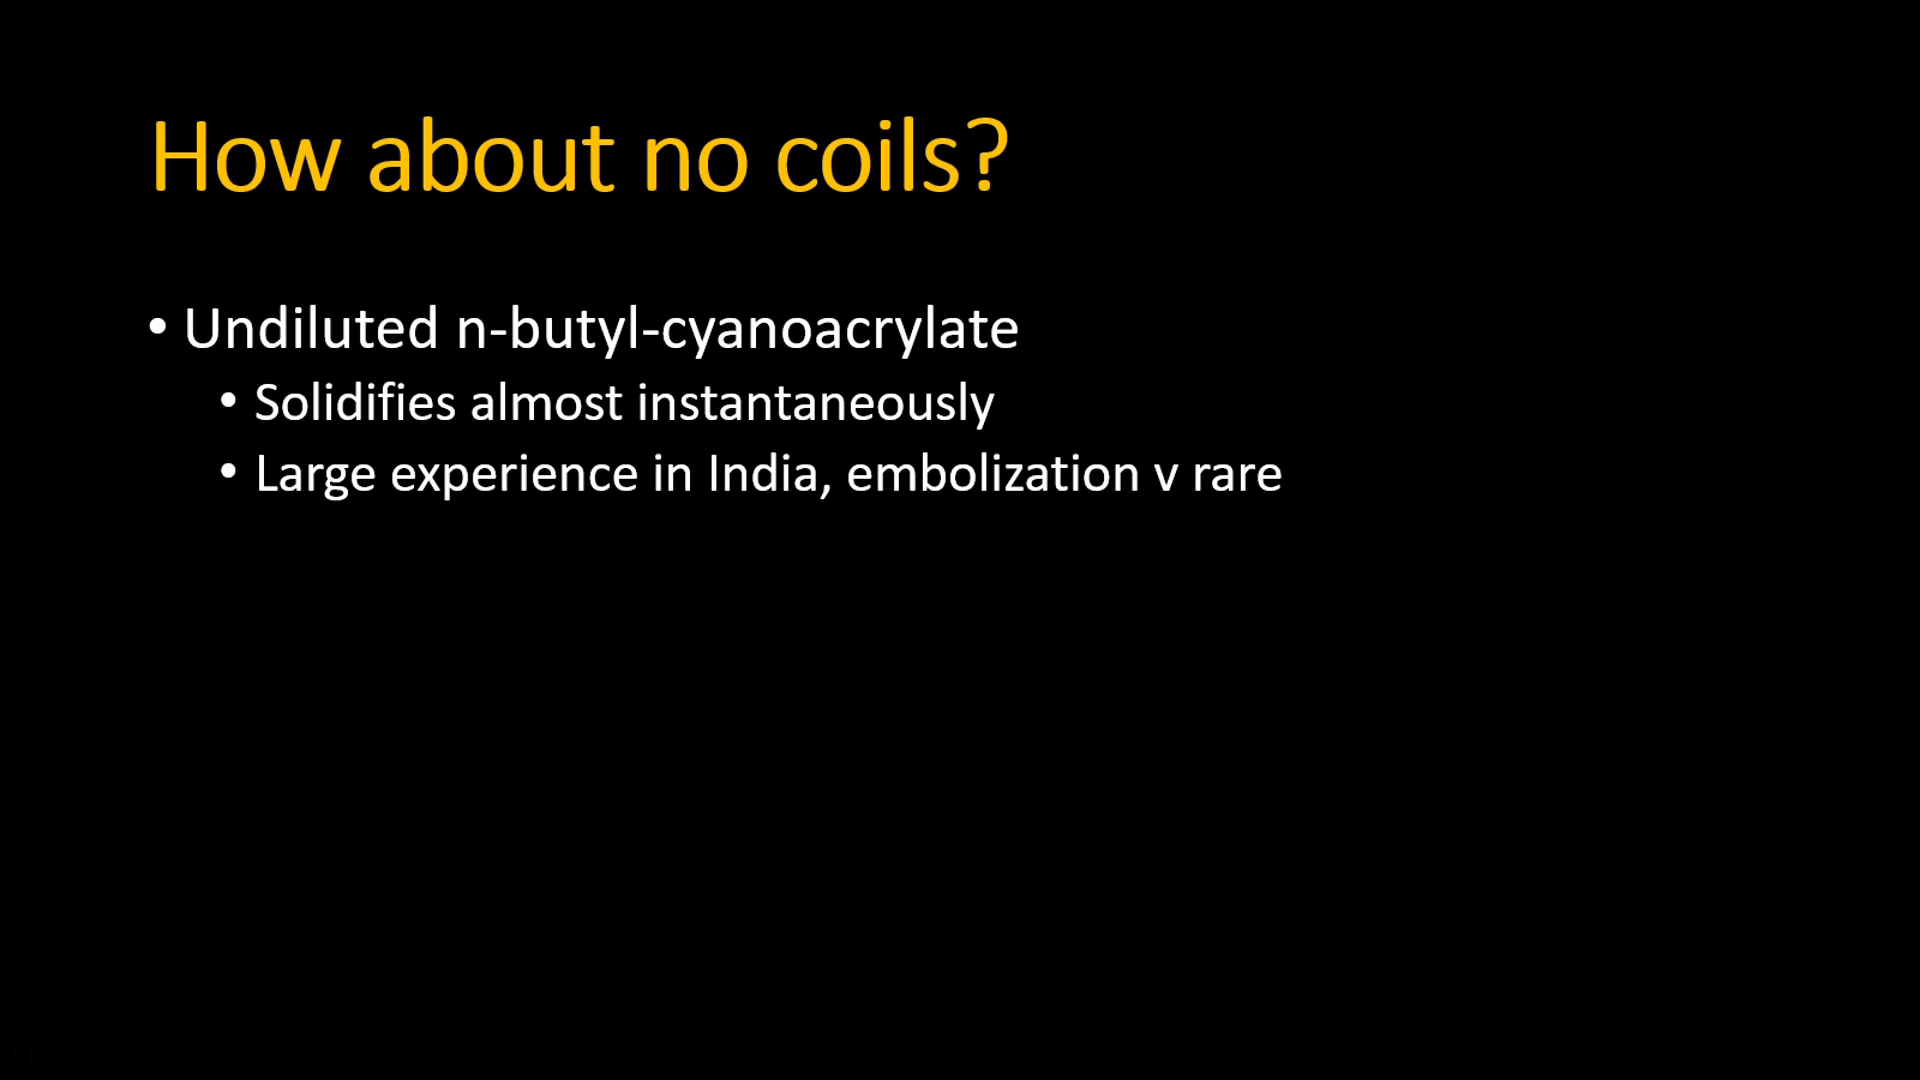 How about no coils?
• Undiluted n-butyl-cyanoacrylate
• Solidifies almost instantaneously
• Large experience in India, embolization v rare